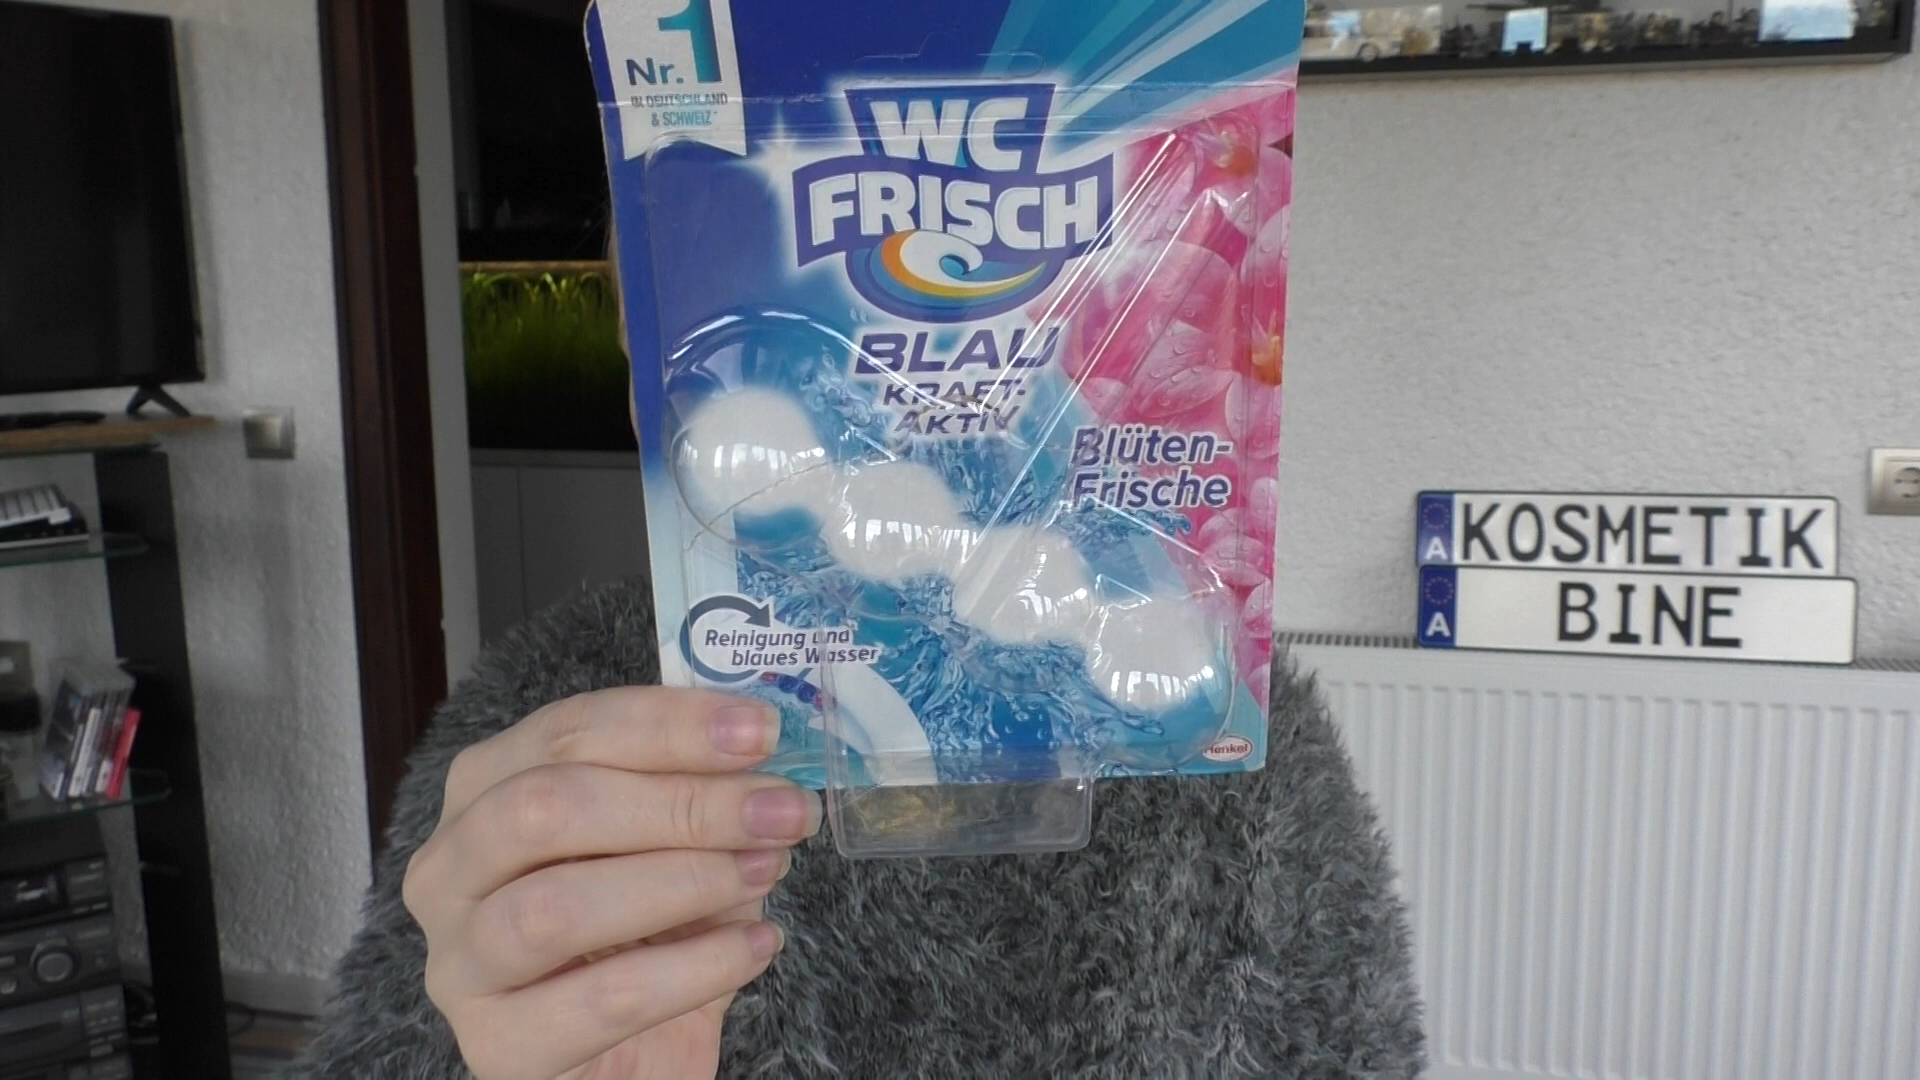 Nr. 1
IN DEUTSCHLAND
& SCHWEIZ*
WC
FRISCH
BLAU
KRAFT-
AKTIV
Blüten-
Frische
Reinigung und
blaues Wasser
Henkel
A KOSMETIK
A BINE